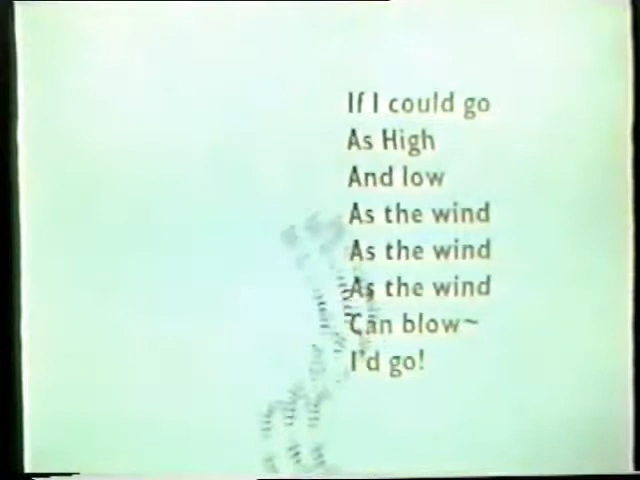 If I could go
As High
And low
As the wind
As the wind
As the wind
Can blow~
I'd go!